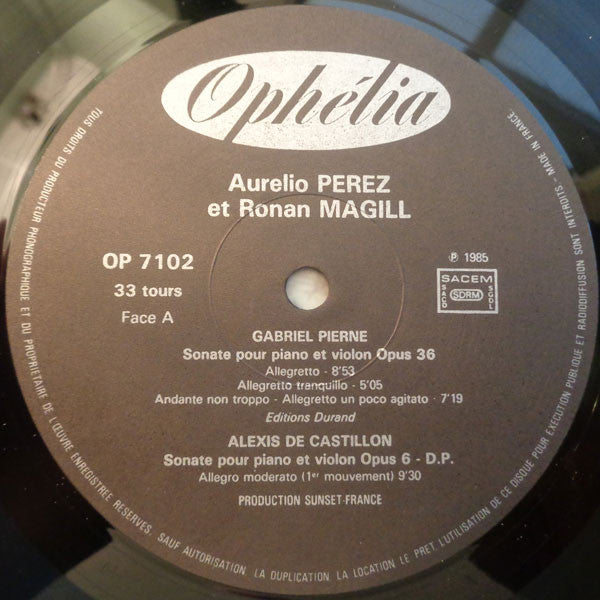 Ophélia
Aurelio PEREZ
et Ronan MAGILL
OP 7102
33 tours
Face A
℗ 1985
SACEM
SACD
SDRM
SGDL
GABRIEL PIERNE
Sonate pour piano et violon Opus 36
Allegretto - 8'53
Allegretto tranquillo - 5'05
Andante non troppo - Allegretto un poco agitato - 7'19
Editions Durand
ALEXIS DE CASTILLON
Sonate pour piano et violon Opus 6 - D.P.
Allegro moderato (1er mouvement) 9'30
PRODUCTION SUNSET-FRANCE
TOUS DROITS DU PRODUCTEUR PHONOGRAPHIQUE ET DU PROPRIETAIRE DE L'ŒUVRE ENREGISTREE RESERVES. SAUF AUTORISATION LA DUPLICATION, LA LOCATION LE PRET, L'UTILISATION DE CE DISQUE POUR EXECUTION PUBLIQUE ET RADIODIFFUSION SONT INTERDITS - MADE IN FRANCE.